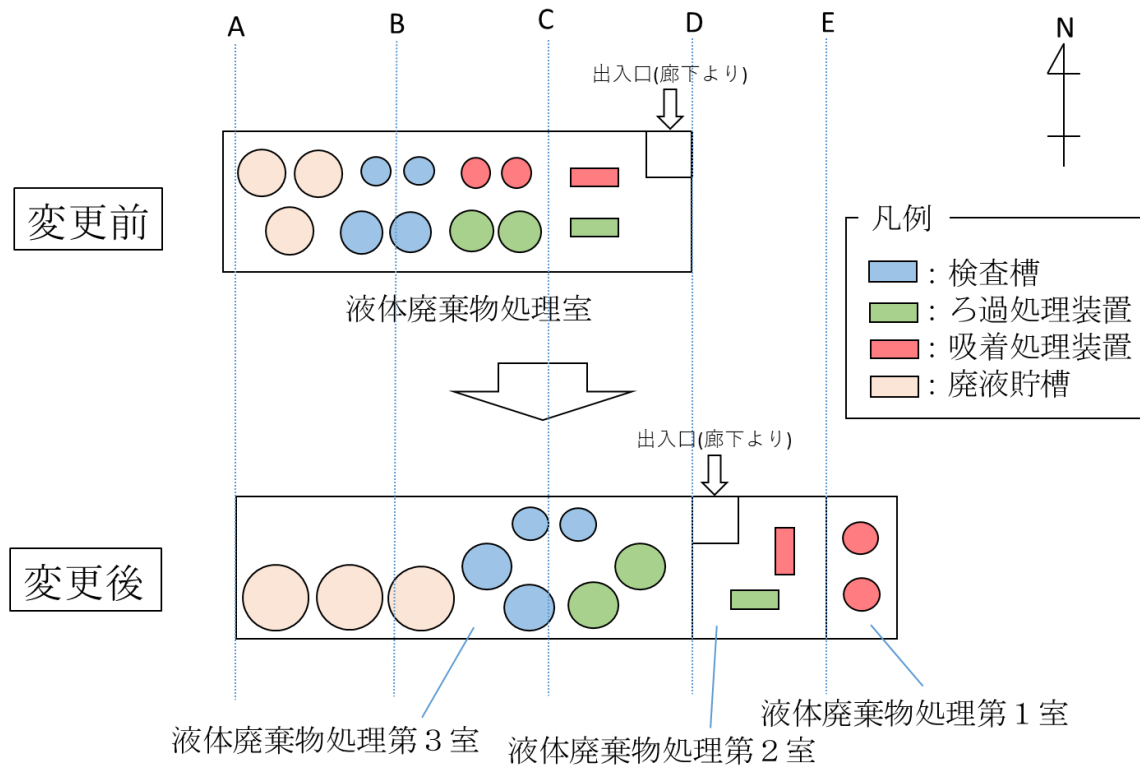 A B C D E N
出入口(廊下より)
変更前
凡例
：検査槽
：ろ過処理装置
：吸着処理装置
：廃液貯槽
液体廃棄物処理室
出入口(廊下より)
変更後
液体廃棄物処理第１室
液体廃棄物処理第２室
液体廃棄物処理第３室